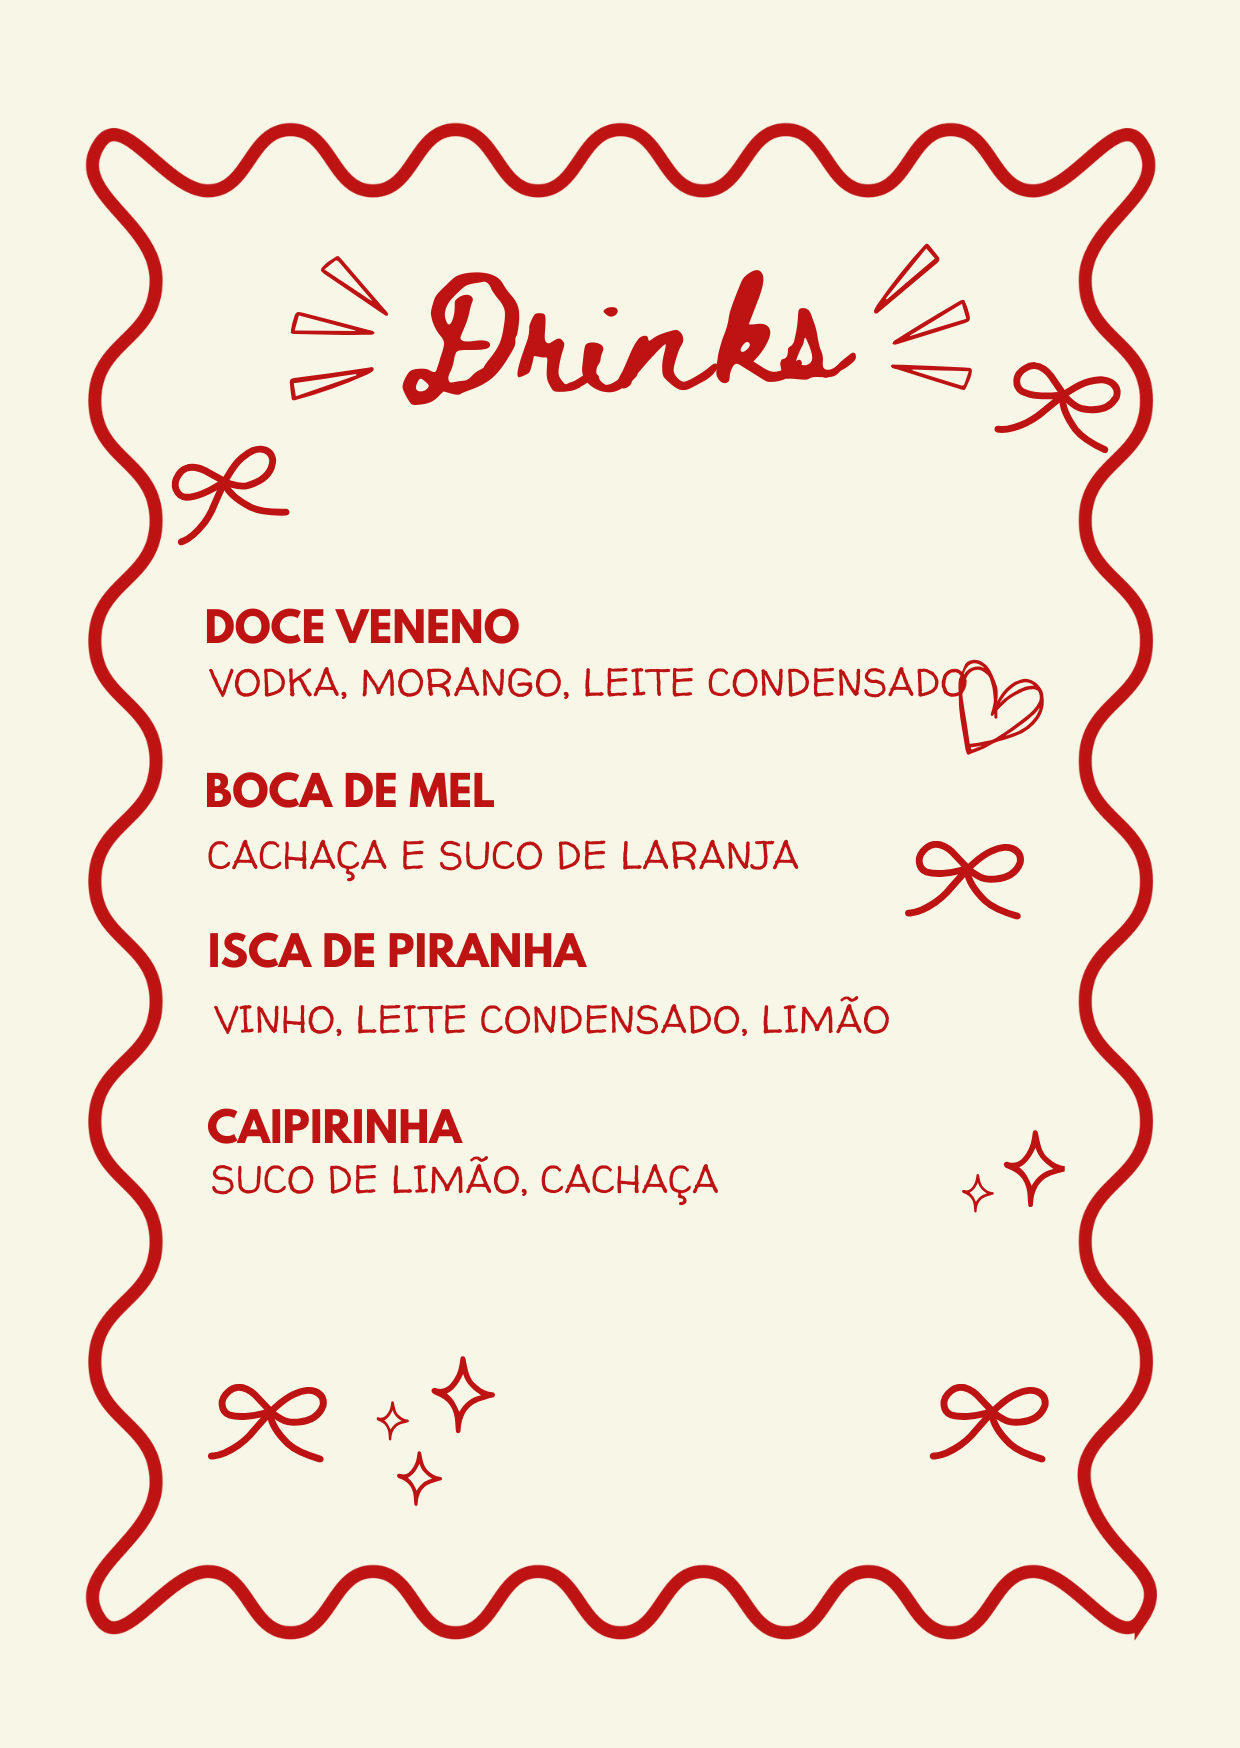 Drinks
DOCE VENENO
VODKA, MORANGO, LEITE CONDENSADO
BOCA DE MEL
CACHAÇA E SUCO DE LARANJA
ISCA DE PIRANHA
VINHO, LEITE CONDENSADO, LIMÃO
CAIPIRINHA
SUCO DE LIMÃO, CACHAÇA